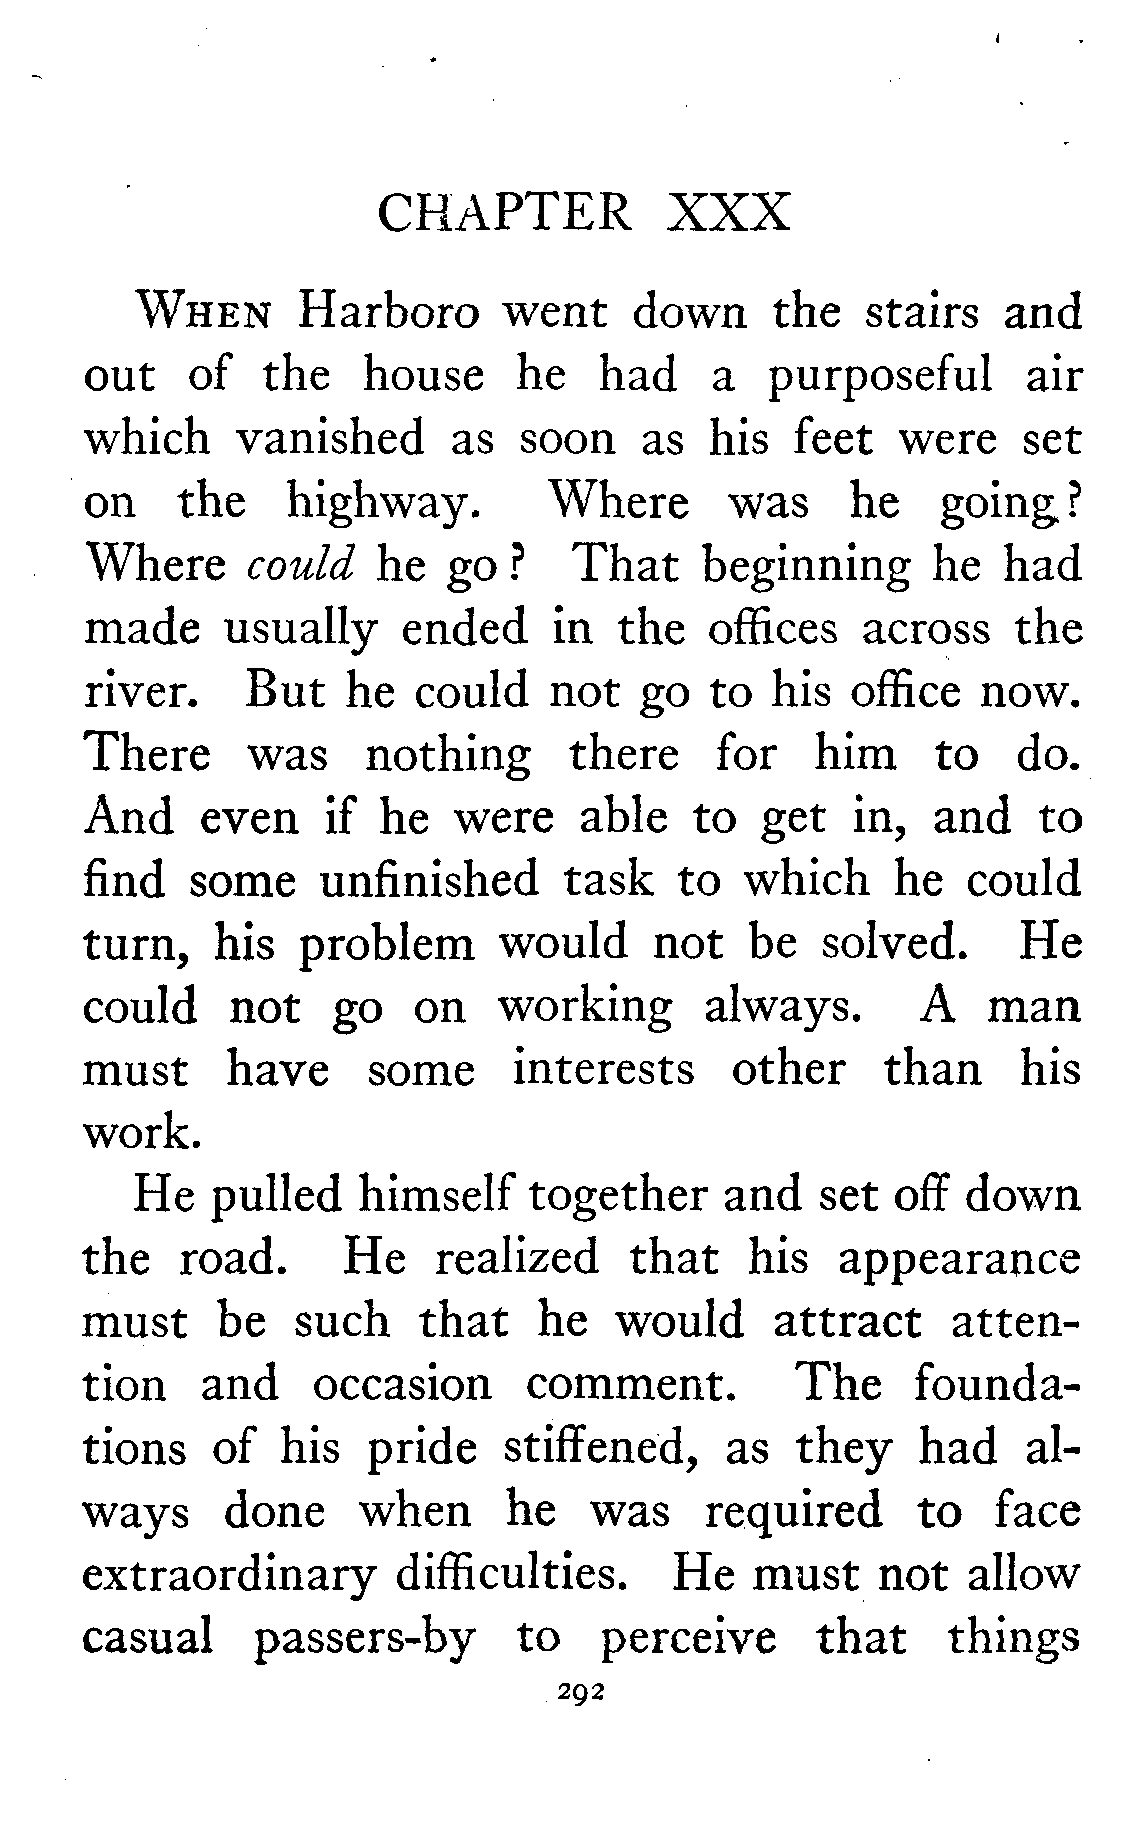 CHAPTER XXX
WHEN Harboro went down the stairs and
out of the house he had a purposeful air
which vanished as soon as his feet were set
on the highway. Where was he going?
Where could he go? That beginning he had
made usually ended in the offices across the
river. But he could not go to his office now.
There was nothing there for him to do.
And even if he were able to get in, and to
find some unfinished task to which he could
turn, his problem would not be solved. He
could not go on working always. A man
must have some interests other than his
work.
He pulled himself together and set off down
the road. He realized that his appearance
must be such that he would attract atten-
tion and occasion comment. The founda-
tions of his pride stiffened, as they had al-
ways done when he was required to face
extraordinary difficulties. He must not allow
casual passers-by to perceive that things
292